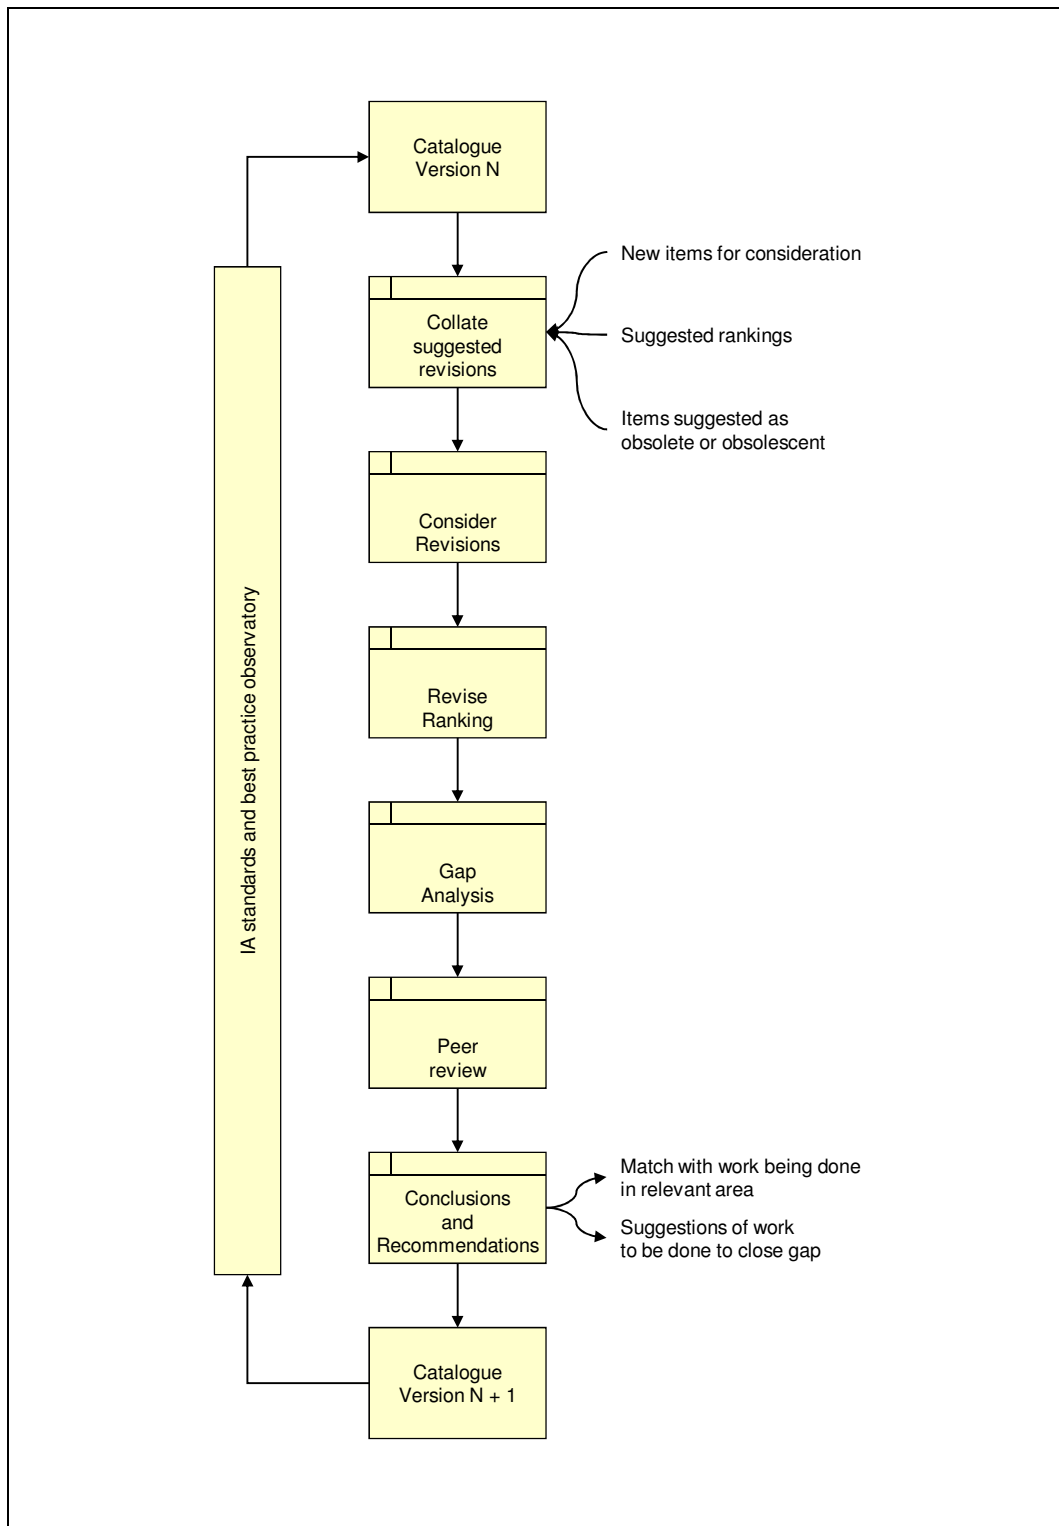 Catalogue
Version N
New items for consideration
Collate
suggested
revisions
Suggested rankings
Items suggested as
obsolete or obsolescent
Consider
Revisions
IA standards and best practice observatory
Revise
Ranking
Gap
Analysis
Peer
review
Conclusions
and
Recommendations
Match with work being done
in relevant area
Suggestions of work
to be done to close gap
Catalogue
Version N + 1